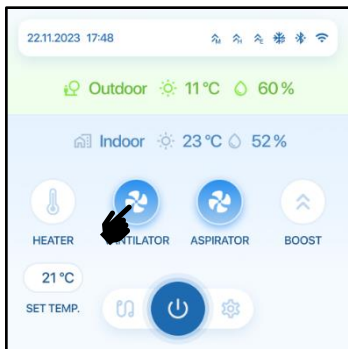 22.11.2023 17:48
Outdoor 11 °C 60 %
Indoor 23 °C 52 %
HEATER ASPIRATOR BOOST
21 °C
SET TEMP.